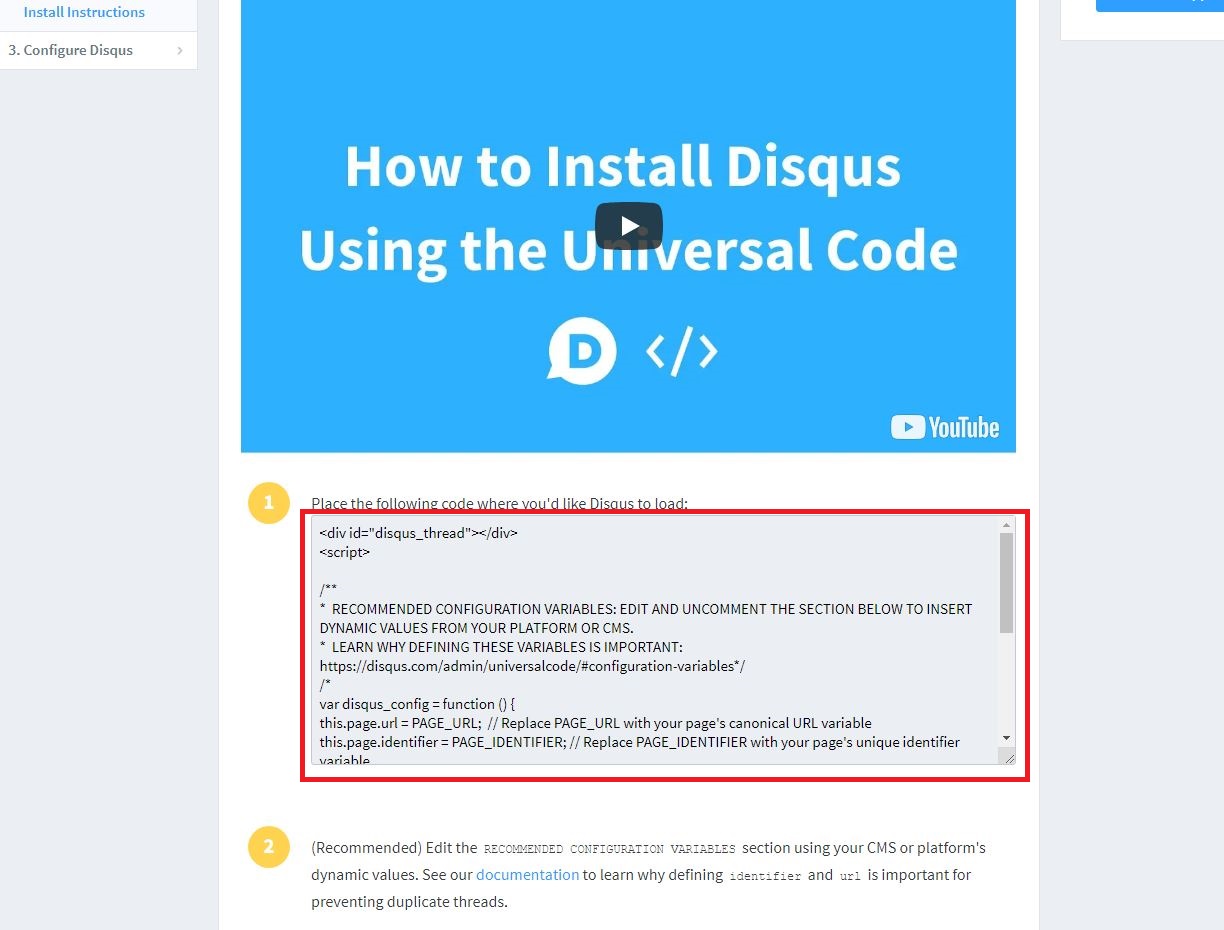 Install Instructions
3. Configure Disqus
How to Install Disqus
Using the Universal Code
D </>
YouTube
1
Place the following code where you'd like Disqus to load:
<div id="disqus_thread"></div>
<script>
/**
*  RECOMMENDED CONFIGURATION VARIABLES: EDIT AND UNCOMMENT THE SECTION BELOW TO INSERT
DYNAMIC VALUES FROM YOUR PLATFORM OR CMS.
*  LEARN WHY DEFINING THESE VARIABLES IS IMPORTANT:
https://disqus.com/admin/universalcode/#configuration-variables*/
/*
var disqus_config = function () {
this.page.url = PAGE_URL;  // Replace PAGE_URL with your page's canonical URL variable
this.page.identifier = PAGE_IDENTIFIER; // Replace PAGE_IDENTIFIER with your page's unique identifier
variable
2
(Recommended) Edit the RECOMMENDED CONFIGURATION VARIABLES section using your CMS or platform's
dynamic values. See our documentation to learn why defining identifier and url is important for
preventing duplicate threads.